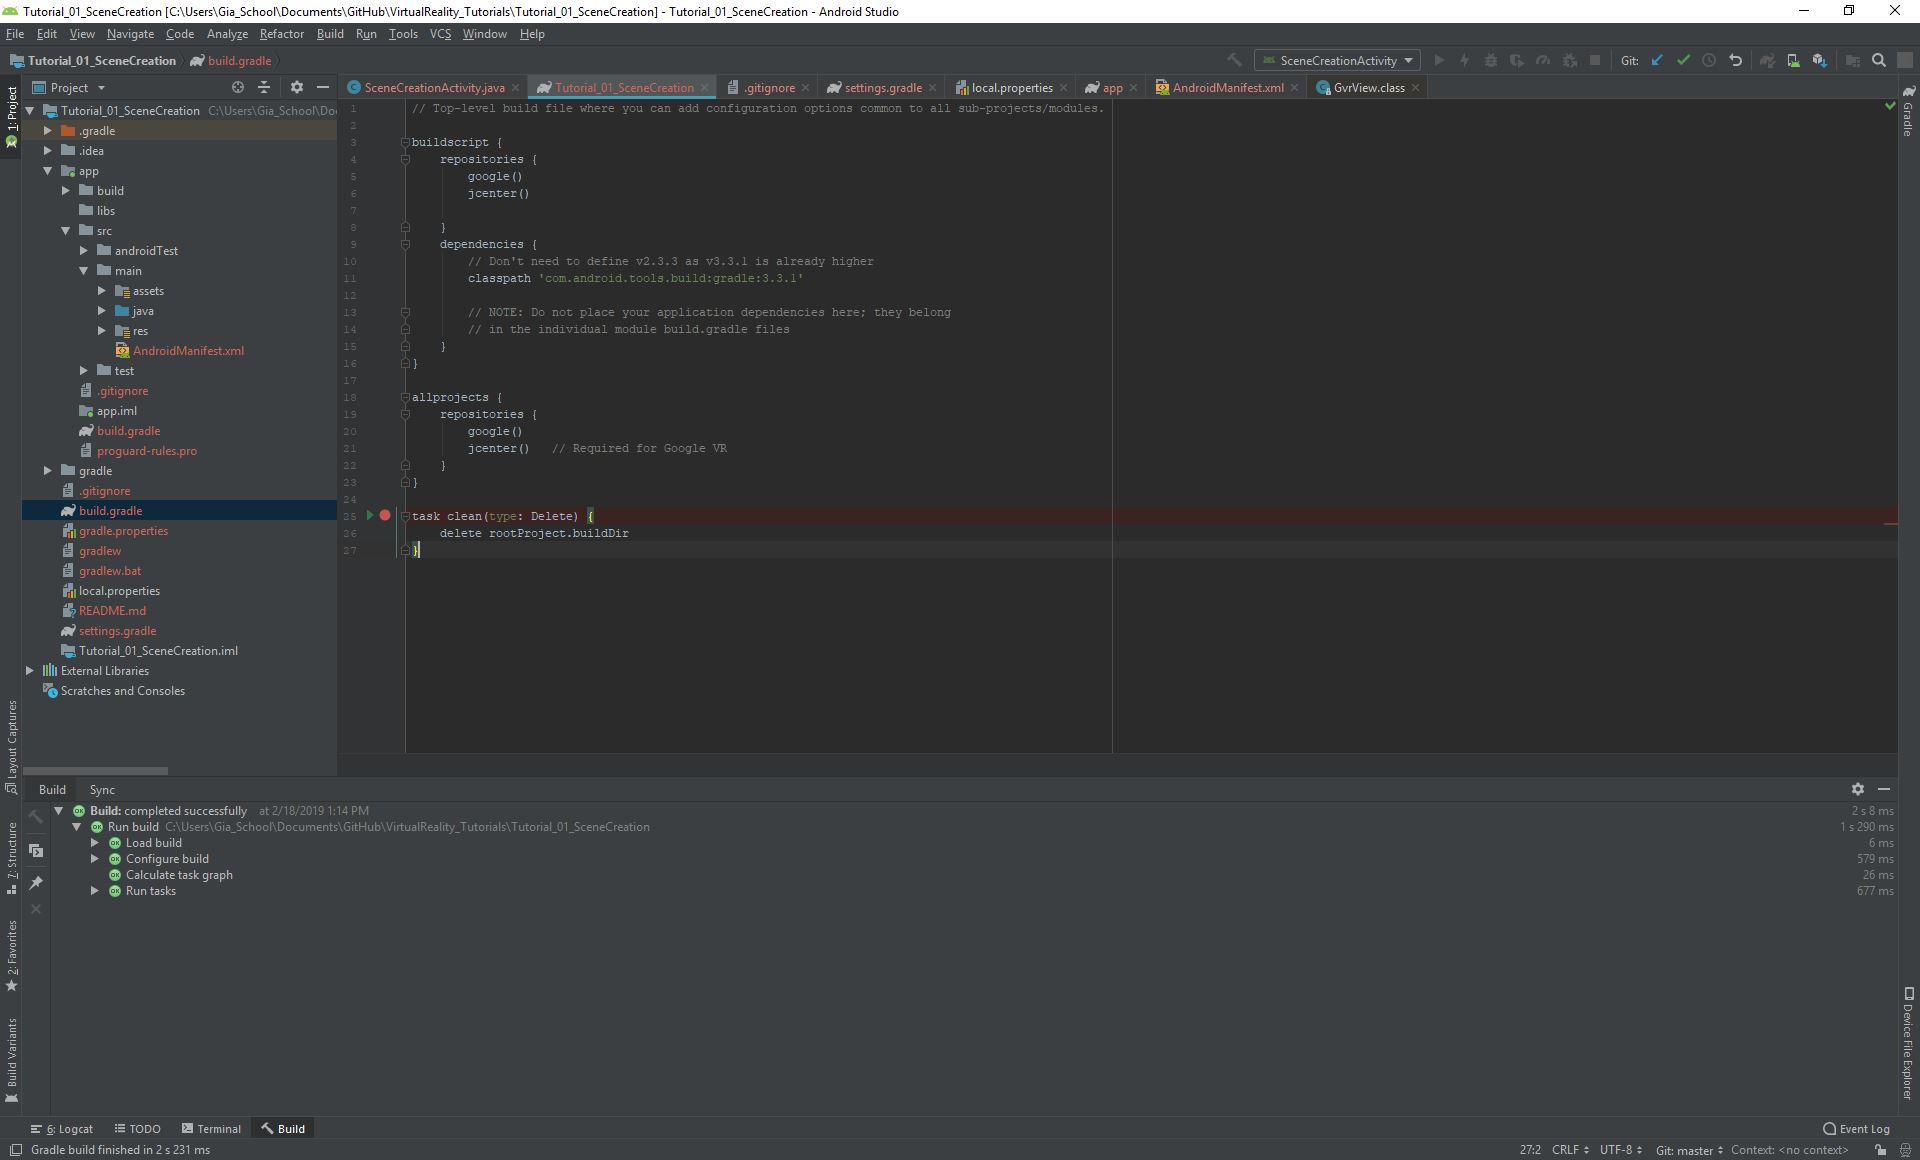 Tutorial_01_SceneCreation [C:\Users\Gia_School\Documents\GitHub\VirtualReality_Tutorials\Tutorial_01_SceneCreation] - Tutorial_01_SceneCreation - Android Studio
File Edit View Navigate Code Analyze Refactor Build Run Tools VCS Window Help
Tutorial_01_SceneCreation build.gradle SceneCreationActivity Git:
Project
SceneCreationActivity.java Tutorial_01_SceneCreation .gitignore settings.gradle local.properties app AndroidManifest.xml GvrView.class
1: Project
Layout Captures
7: Structure
2: Favorites
Build Variants
Gradle
Device File Explorer
Tutorial_01_SceneCreation C:\Users\Gia_School\Do
.gradle
.idea
app
build
libs
src
androidTest
main
assets
java
res
AndroidManifest.xml
test
.gitignore
app.iml
build.gradle
proguard-rules.pro
gradle
.gitignore
build.gradle
gradle.properties
gradlew
gradlew.bat
local.properties
README.md
settings.gradle
Tutorial_01_SceneCreation.iml
External Libraries
Scratches and Consoles
1 // Top-level build file where you can add configuration options common to all sub-projects/modules.
2
3 buildscript {
4 repositories {
5 google()
6 jcenter()
7
8 }
9 dependencies {
10 // Don't need to define v2.3.3 as v3.3.1 is already higher
11 classpath 'com.android.tools.build:gradle:3.3.1'
12
13 // NOTE: Do not place your application dependencies here; they belong
14 // in the individual module build.gradle files
15 }
16 }
17
18 allprojects {
19 repositories {
20 google()
21 jcenter() // Required for Google VR
22 }
23 }
24
25 task clean(type: Delete) {
26 delete rootProject.buildDir
27 }
Build Sync
Build: completed successfully at 2/18/2019 1:14 PM 2 s 8 ms
Run build C:\Users\Gia_School\Documents\GitHub\VirtualReality_Tutorials\Tutorial_01_SceneCreation 1 s 290 ms
Load build 6 ms
Configure build 579 ms
Calculate task graph 26 ms
Run tasks 677 ms
6: Logcat TODO Terminal Build Event Log
Gradle build finished in 2 s 231 ms 27:2 CRLF UTF-8 Git: master Context: <no context>